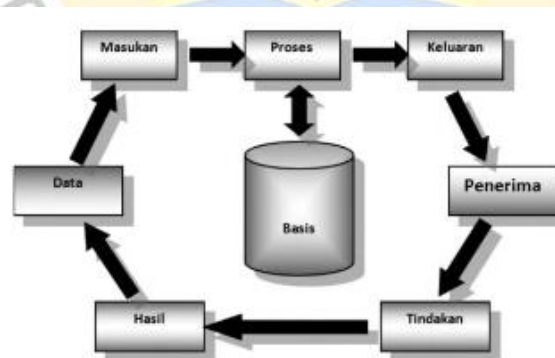 Masukan
Proses
Keluaran
Data
Basis
Penerima
Hasil
Tindakan